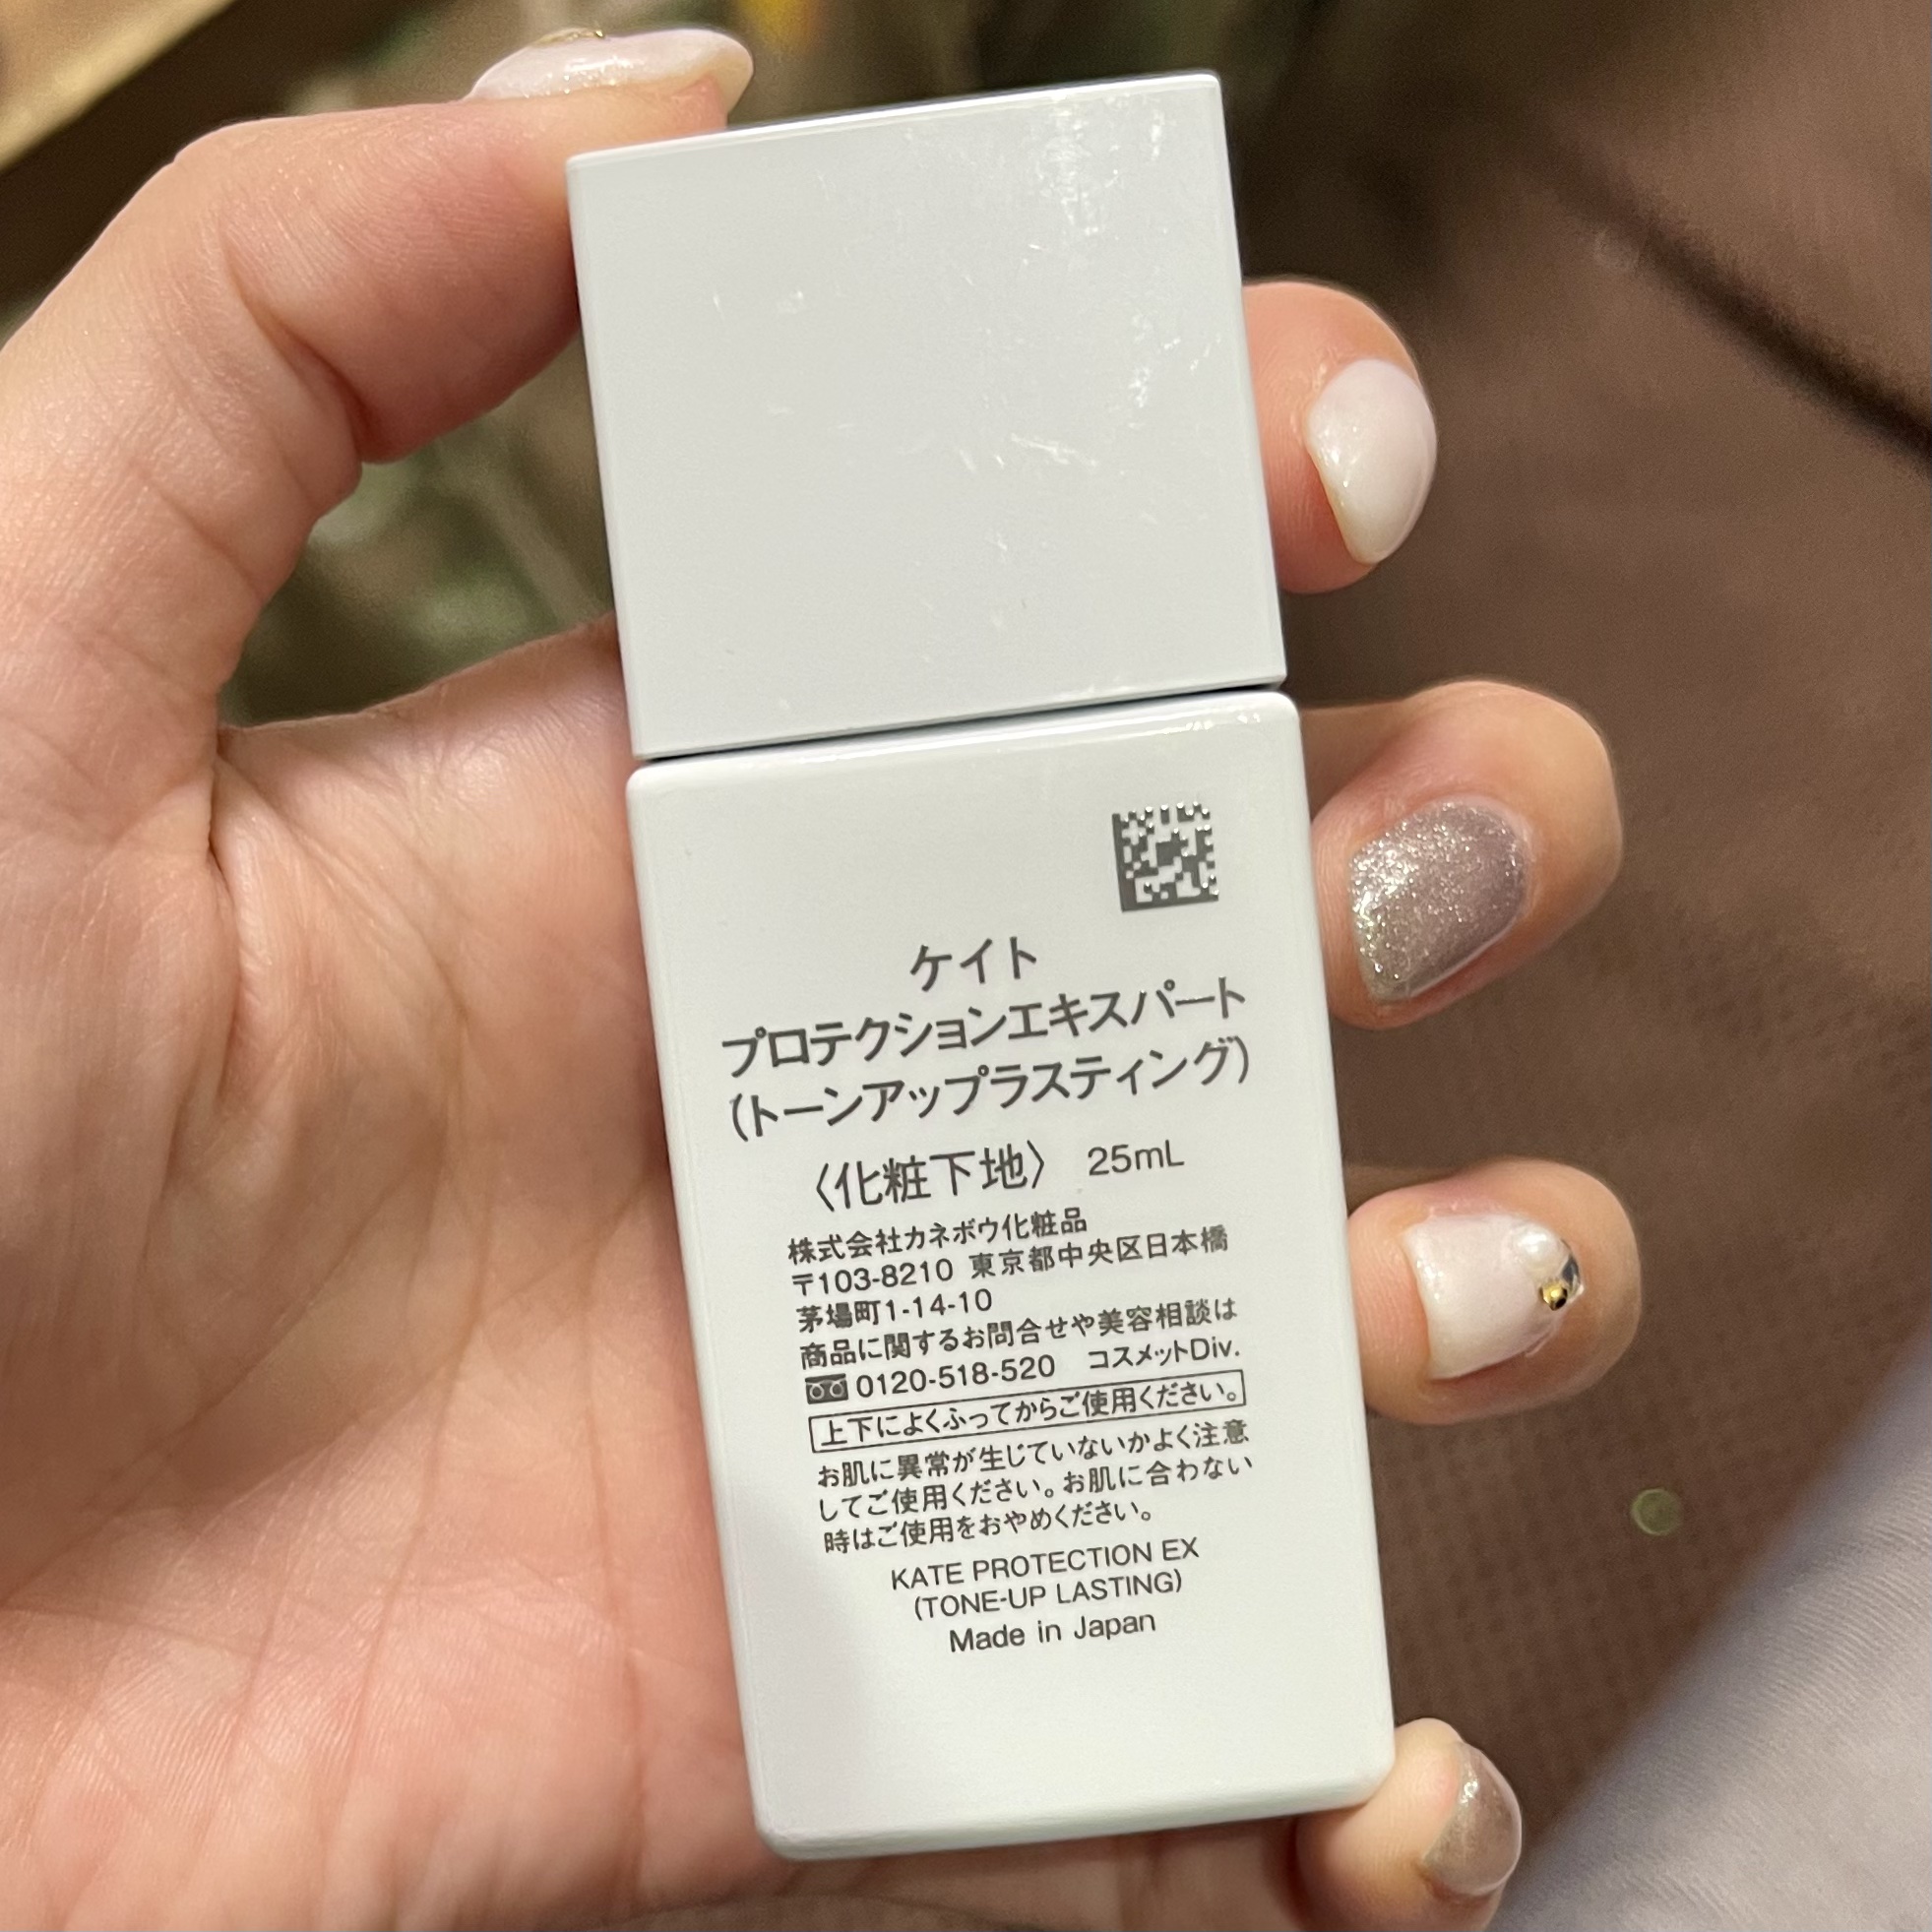 ケイト
プロテクションエキスパート
(トーンアップラスティング)
〈化粧下地〉 25mL
株式会社カネボウ化粧品
〒103-8210 東京都中央区日本橋
茅場町1-14-10
商品に関するお問合せや美容相談は
0120-518-520 コスメットDiv.
上下によくふってからご使用ください。
お肌に異常が生じていないかよく注意
してご使用ください。お肌に合わない
時はご使用をおやめください。
KATE PROTECTION EX
(TONE-UP LASTING)
Made in Japan